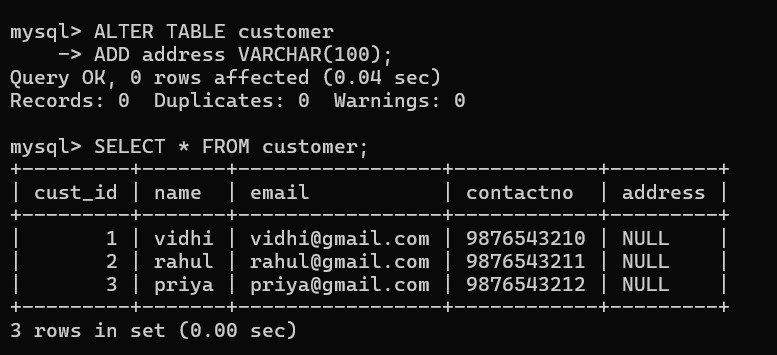 mysql> ALTER TABLE customer
    -> ADD address VARCHAR(100);
Query OK, 0 rows affected (0.04 sec)
Records: 0  Duplicates: 0  Warnings: 0
mysql> SELECT * FROM customer;
+---------+-------+-----------------+------------+---------+
| cust_id | name  | email           | contactno  | address |
+---------+-------+-----------------+------------+---------+
|       1 | vidhi | vidhi@gmail.com | 9876543210 | NULL    |
|       2 | rahul | rahul@gmail.com | 9876543211 | NULL    |
|       3 | priya | priya@gmail.com | 9876543212 | NULL    |
+---------+-------+-----------------+------------+---------+
3 rows in set (0.00 sec)